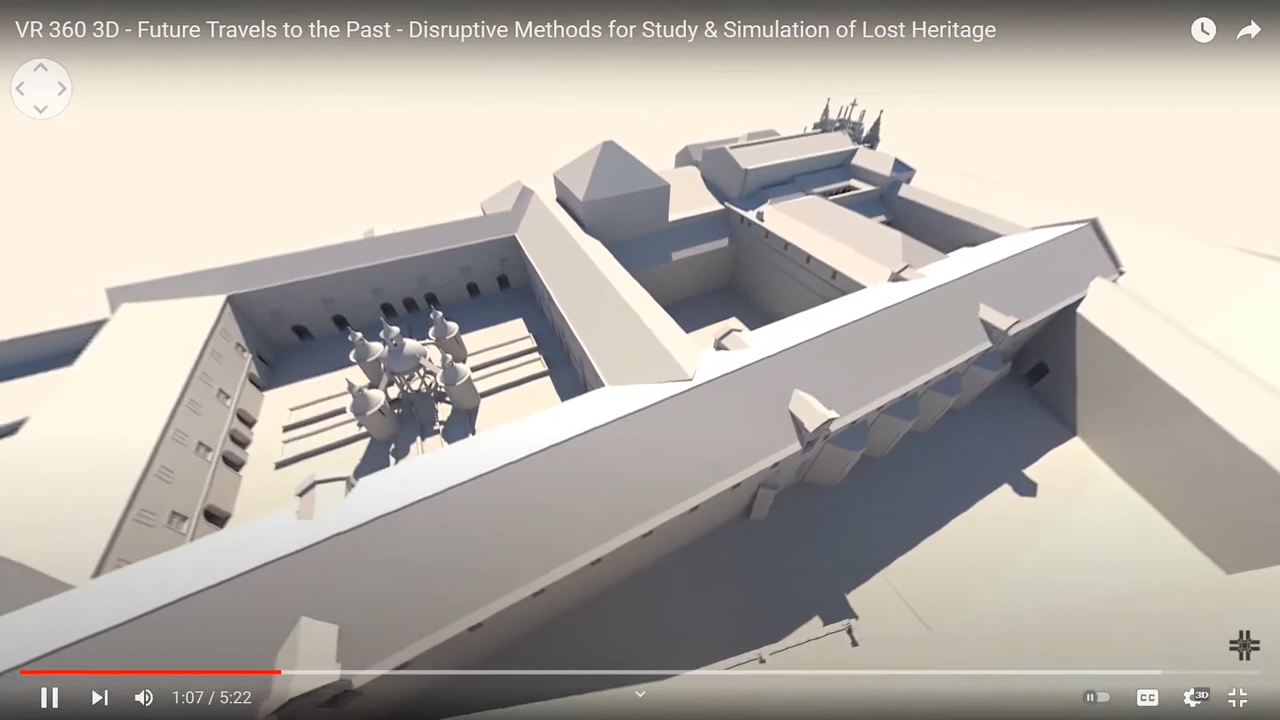 VR 360 3D - Future Travels to the Past - Disruptive Methods for Study & Simulation of Lost Heritage
1:07 / 5:22
CC
3D